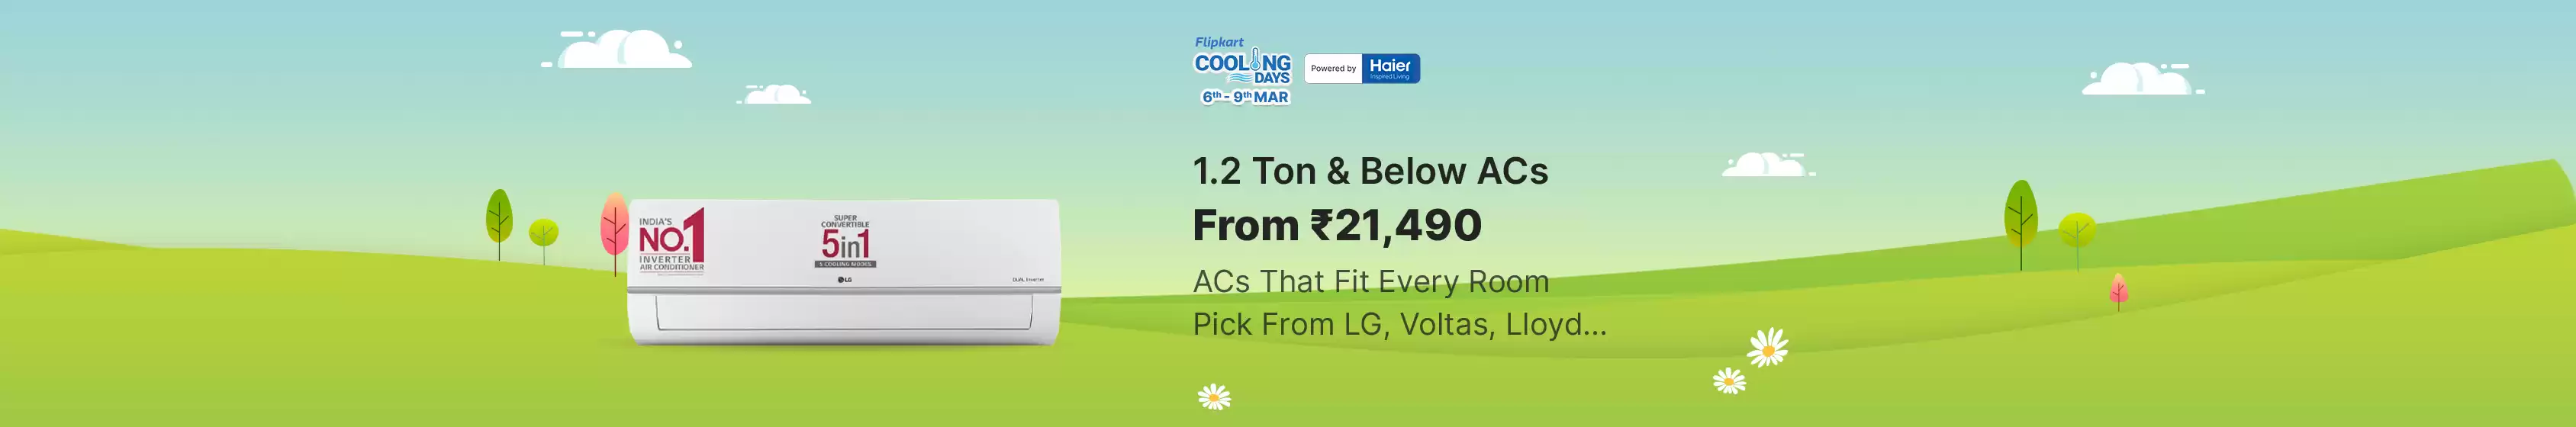 Flipkart
COOLING
DAYS
6th - 9th MAR
Powered by
Haier
Inspired Living
1.2 Ton & Below ACs
From ₹21,490
ACs That Fit Every Room
Pick From LG, Voltas, Lloyd...
INDIA'S
NO.1
INVERTER
AIR CONDITIONER
SUPER
CONVERTIBLE
5in1
5 COOLING MODES
LG
DUAL Inverter